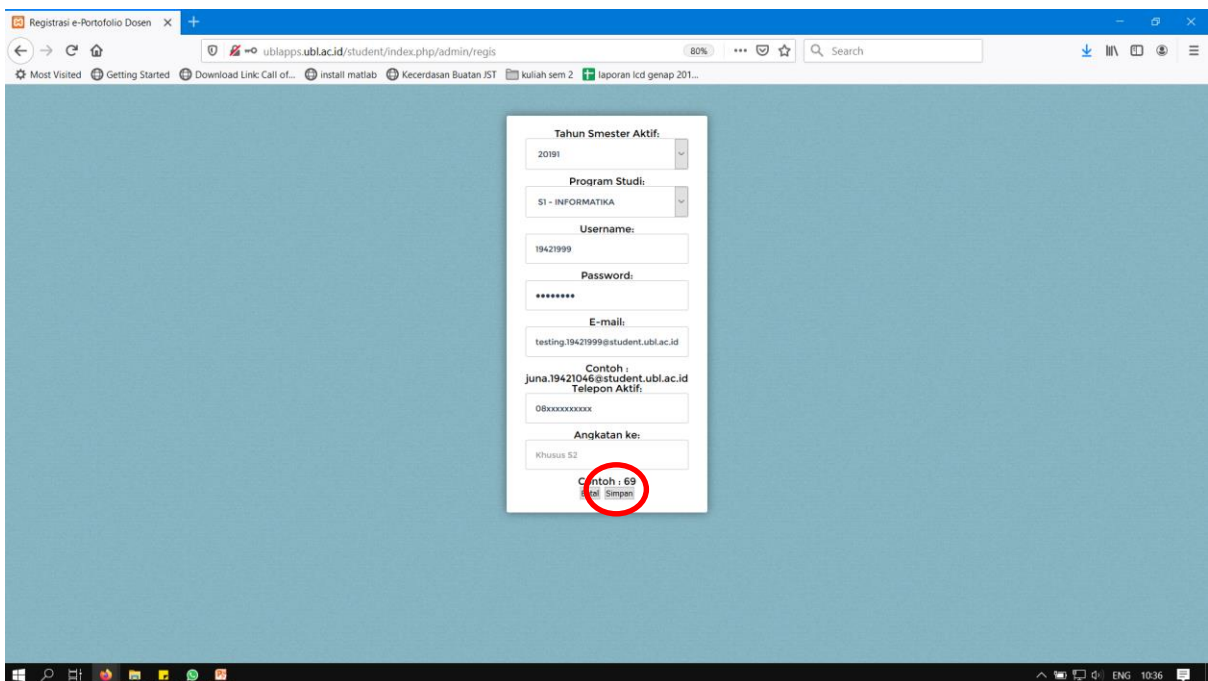 Registrasi e-Portofolio Dosen
ublapps.ubl.ac.id/student/index.php/admin/regis
80%
Search
Most Visited Getting Started Download Link: Call of... install matlab Kecerdasan Buatan JST kuliah sem 2 laporan lcd genap 201...
Tahun Smester Aktif:
20191
Program Studi:
S1 - INFORMATIKA
Username:
19421999
Password:
••••••••
E-mail:
testing.19421999@student.ubl.ac.id
Contoh :
juna.19421046@student.ubl.ac.id
Telepon Aktif:
08xxxxxxxxxx
Angkatan ke:
Khusus S2
Contoh : 69
Batal Simpan
ENG 10:36